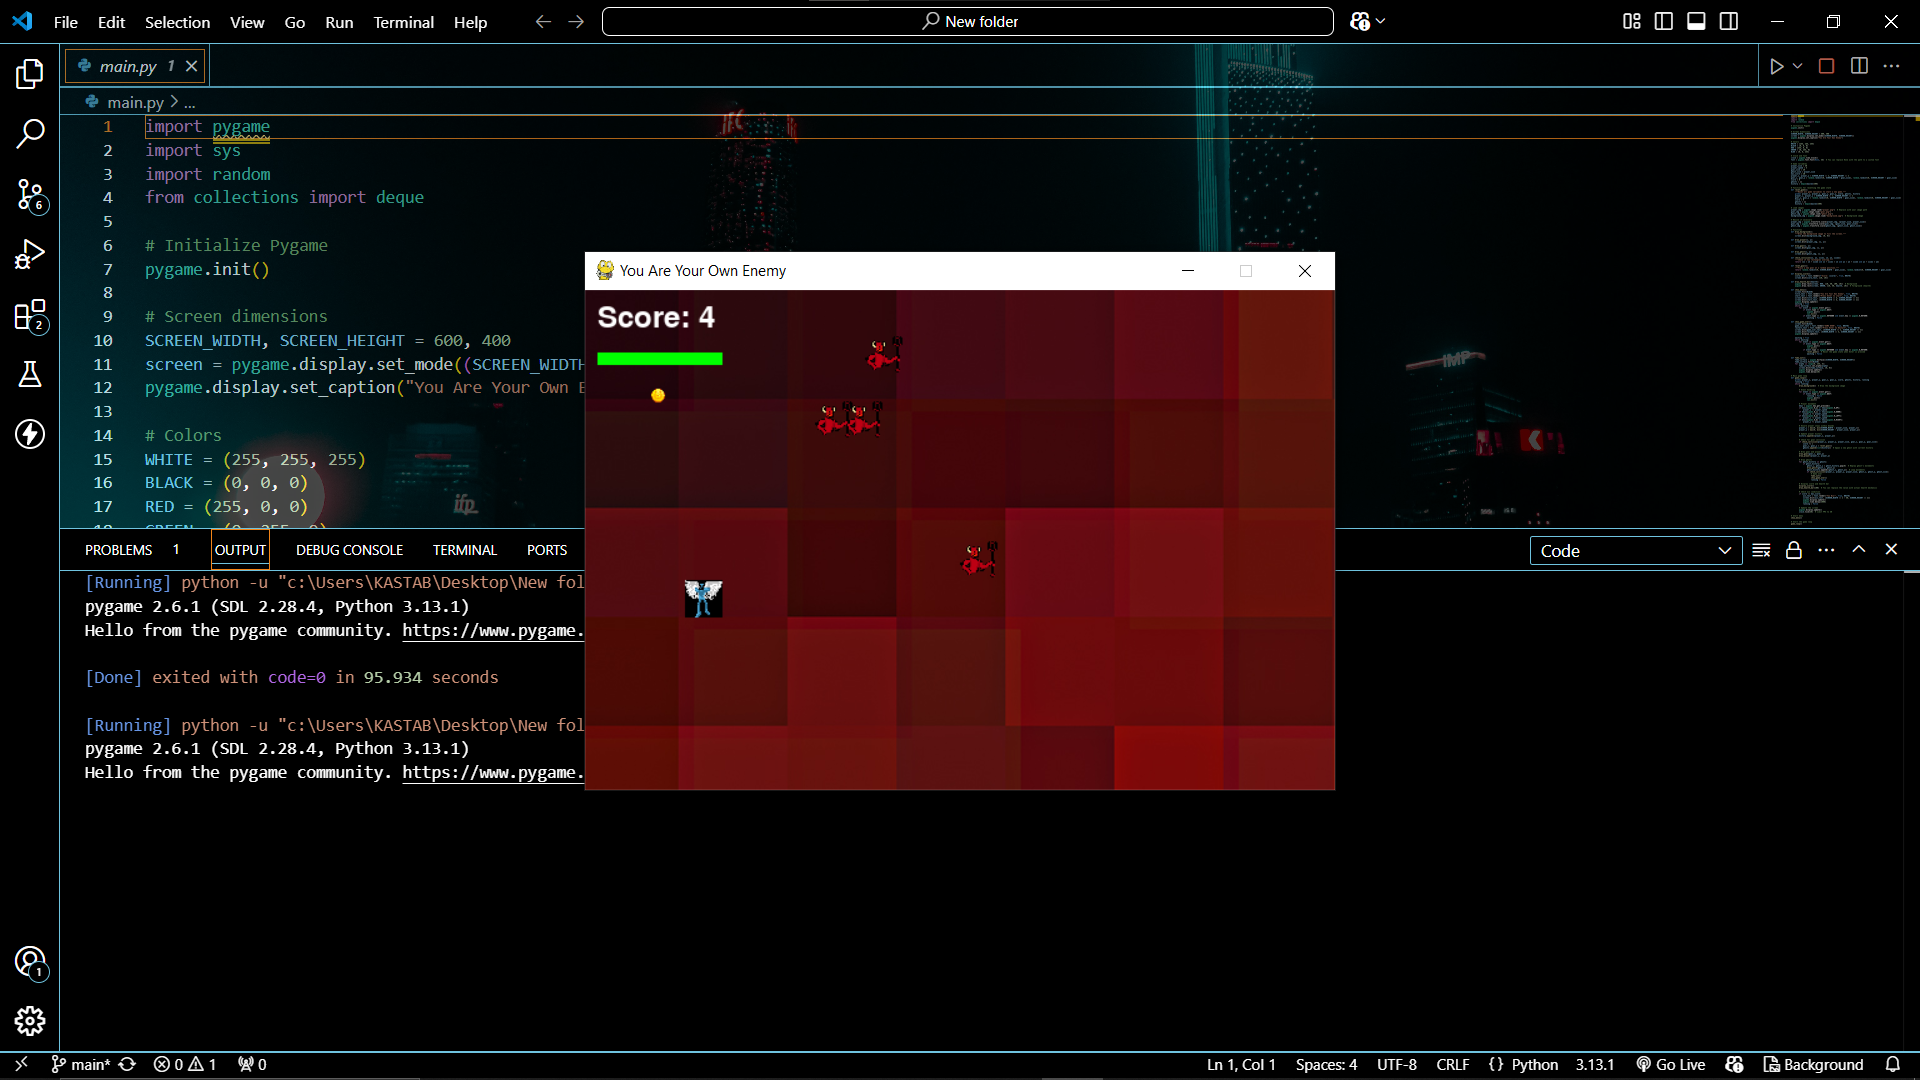 File Edit Selection View Go Run Terminal Help
New folder
main.py 1
main.py > ...
1 import pygame
2 import sys
3 import random
4 from collections import deque
5
6 # Initialize Pygame
7 pygame.init()
8
9 # Screen dimensions
10 SCREEN_WIDTH, SCREEN_HEIGHT = 600, 400
11 screen = pygame.display.set_mode((SCREEN_WIDTH
12 pygame.display.set_caption("You Are Your Own E
13
14 # Colors
15 WHITE = (255, 255, 255)
16 BLACK = (0, 0, 0)
17 RED = (255, 0, 0)
IFC
IMP
ifp
You Are Your Own Enemy
Score: 4
PROBLEMS 1 OUTPUT DEBUG CONSOLE TERMINAL PORTS
Code
[Running] python -u "c:\Users\KASTAB\Desktop\New fol
pygame 2.6.1 (SDL 2.28.4, Python 3.13.1)
Hello from the pygame community. https://www.pygame.
[Done] exited with code=0 in 95.934 seconds
[Running] python -u "c:\Users\KASTAB\Desktop\New fol
pygame 2.6.1 (SDL 2.28.4, Python 3.13.1)
Hello from the pygame community. https://www.pygame.
6
2
1
main* 0 1 0
Ln 1, Col 1 Spaces: 4 UTF-8 CRLF {} Python 3.13.1 Go Live Background